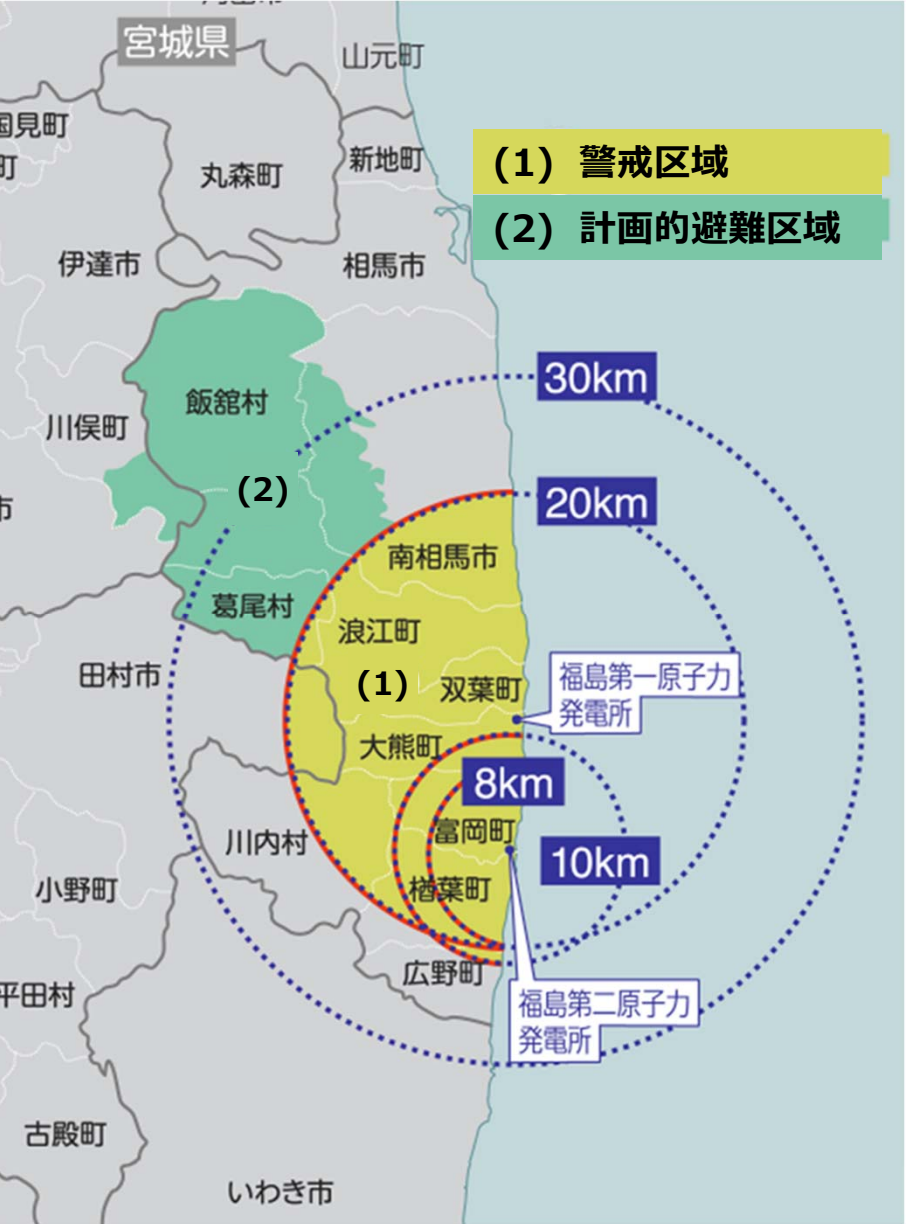 宮城県
山元町
国見町
町
丸森町
新地町
(1) 警戒区域
(2) 計画的避難区域
伊達市
相馬市
30km
飯舘村
川俣町
(2)
20km
市
南相馬市
葛尾村
浪江町
田村市
(1)
双葉町
福島第一原子力
発電所
大熊町
8km
川内村
富岡町
10km
小野町
楢葉町
広野町
平田村
福島第二原子力
発電所
古殿町
いわき市